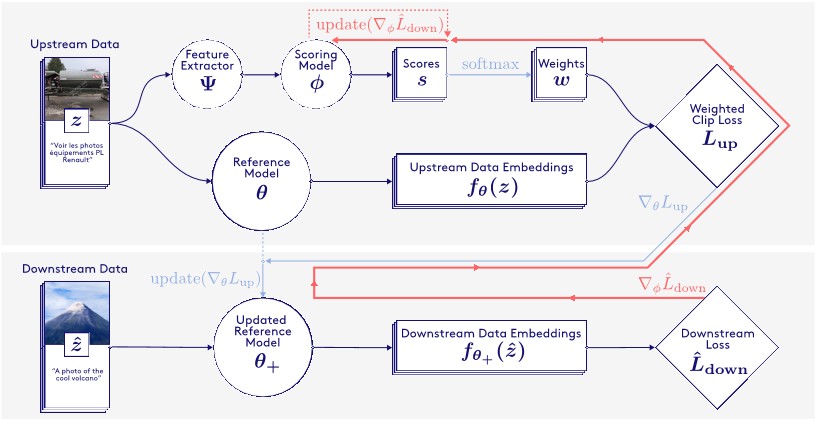 update(∇ϕL̂down)
Upstream Data
Feature
Extractor
Ψ
Scoring
Model
ϕ
Scores
s
softmax
Weights
w
z
"Voir les photos
équipements PL
Renault"
Weighted
Clip Loss
Lup
Reference
Model
θ
Upstream Data Embeddings
fθ(z)
∇θLup
Downstream Data
update(∇θLup)
∇ϕL̂down
ẑ
"A photo of the
cool volcano"
Updated
Reference
Model
θ+
Downstream Data Embeddings
fθ+(ẑ)
Downstream
Loss
L̂down